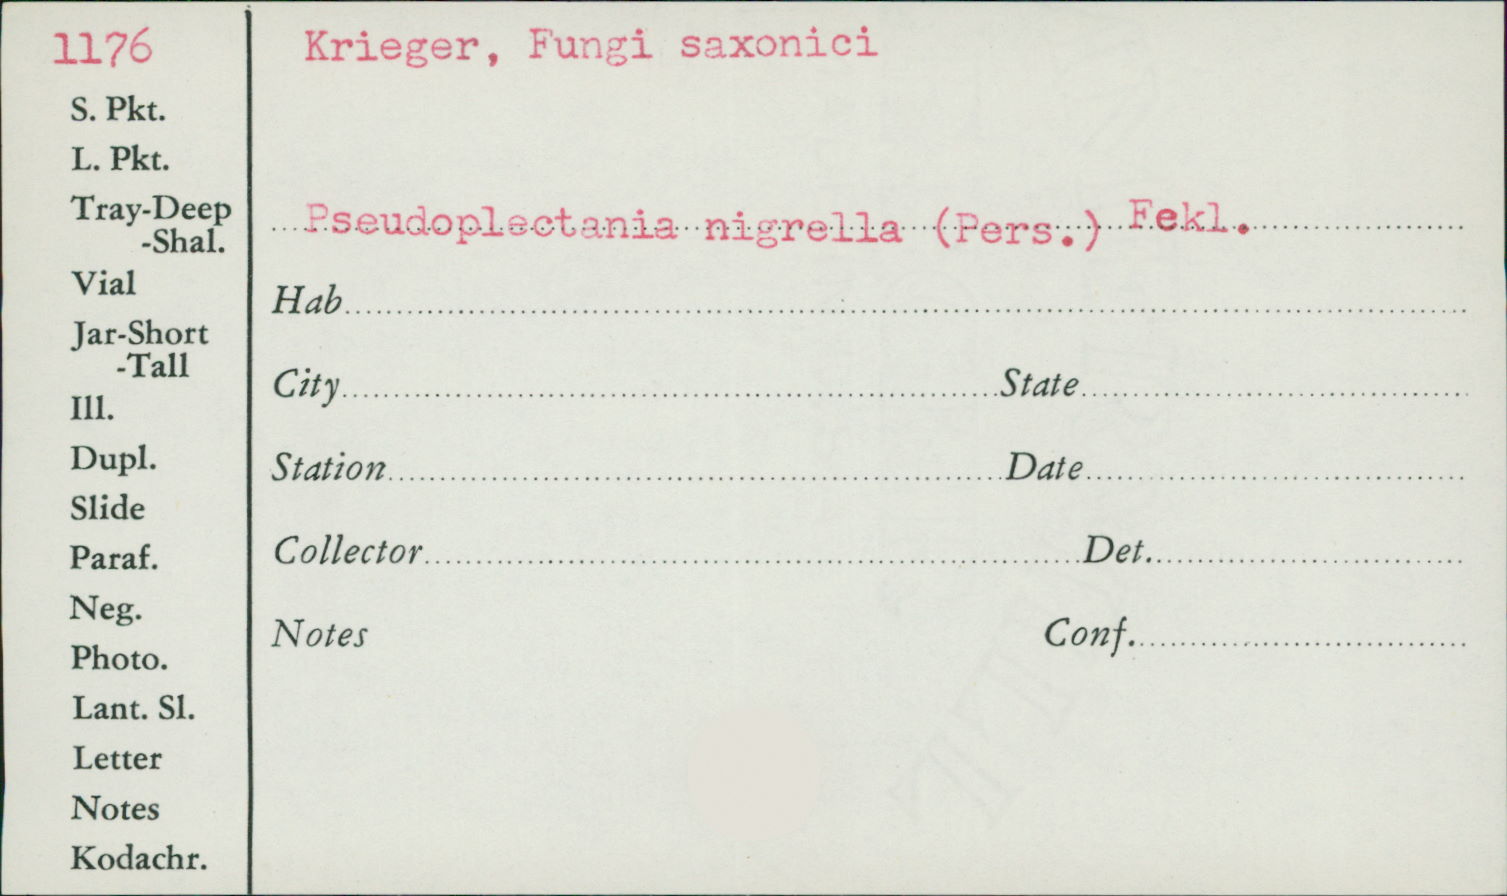 1176
Krieger, Fungi saxonici
S. Pkt.
L. Pkt.
Tray-Deep
-Shal.
Pseudoplectania nigrella (Pers.) Fekl.
Vial
Hab
Jar-Short
-Tall
City State
Ill.
Dupl.
Station Date
Slide
Paraf.
Collector Det.
Neg.
Notes Conf.
Photo.
Lant. Sl.
Letter
Notes
Kodachr.